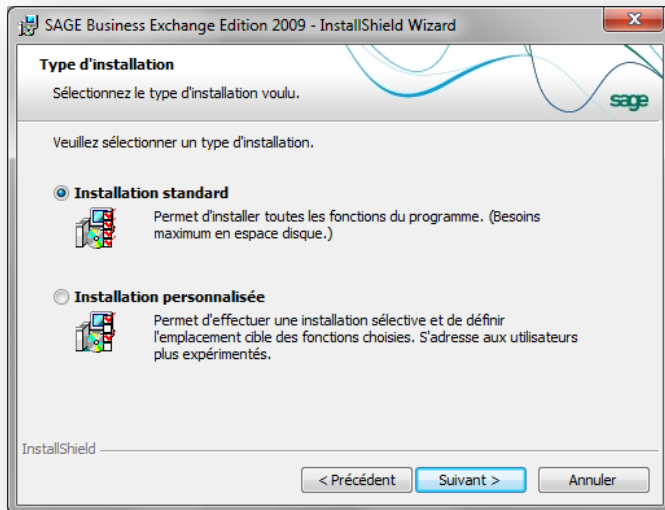 SAGE Business Exchange Edition 2009 - InstallShield Wizard
Type d'installation
Sélectionnez le type d'installation voulu.
sage
Veuillez sélectionner un type d'installation.
Installation standard
Permet d'installer toutes les fonctions du programme. (Besoins
maximum en espace disque.)
Installation personnalisée
Permet d'effectuer une installation sélective et de définir
l'emplacement cible des fonctions choisies. S'adresse aux utilisateurs
plus expérimentés.
InstallShield
< Précédent
Suivant >
Annuler